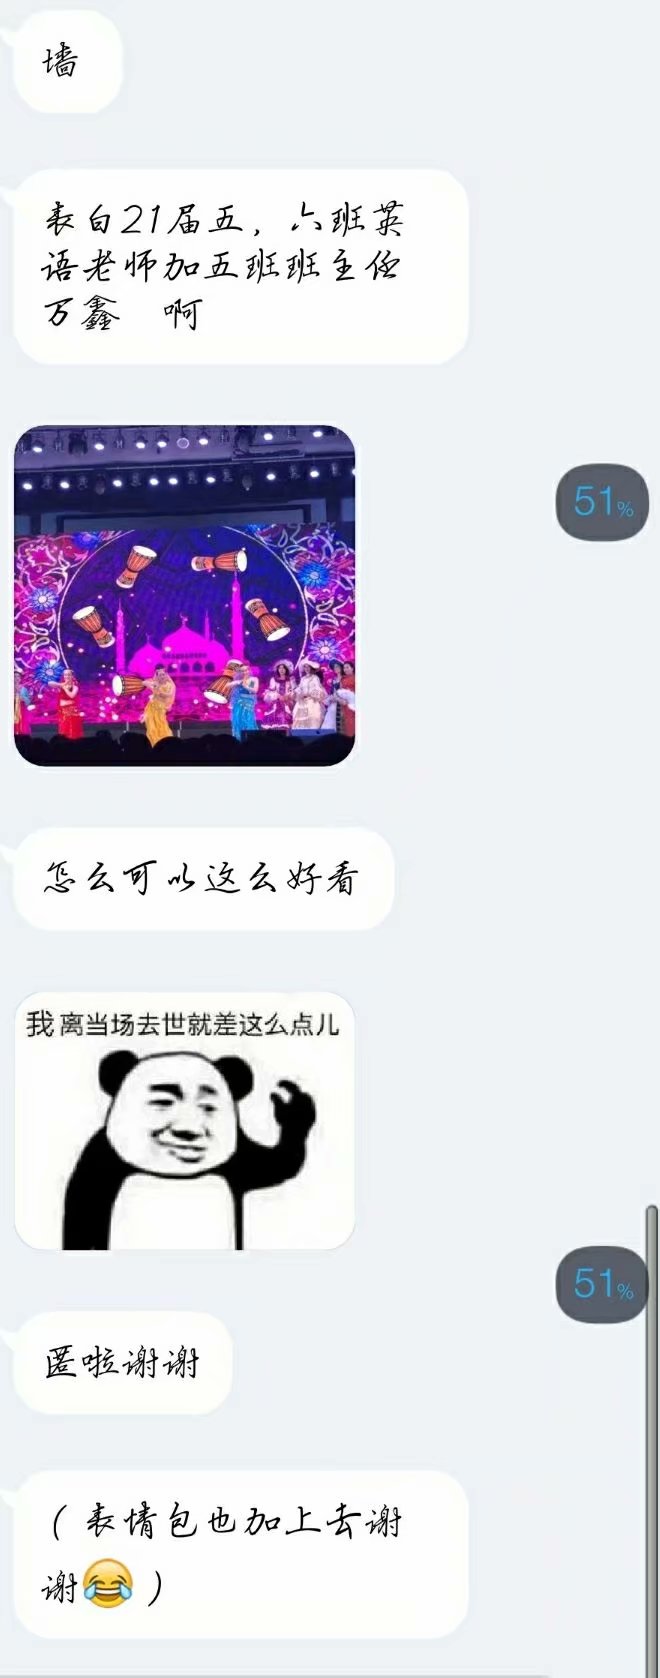 墙
表白21届五，六班英
语老师加五班班主任
万鑫 啊
51%
怎么可以这么好看
我离当场去世就差这么点儿
51%
匿啦谢谢
（表情包也加上去谢
谢😂）